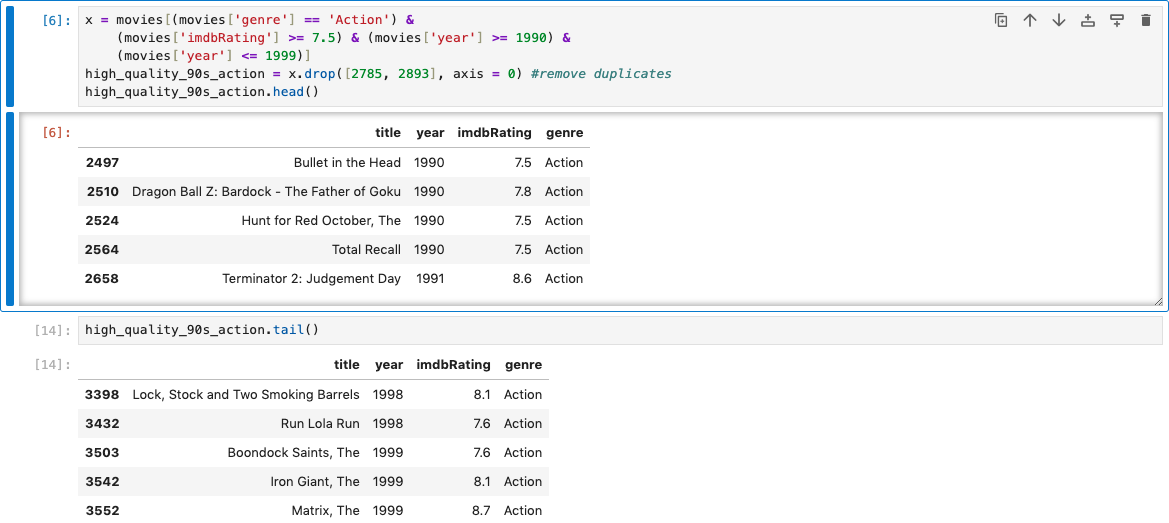 [6]: x = movies[(movies['genre'] == 'Action') &
(movies['imdbRating'] >= 7.5) & (movies['year'] >= 1990) &
(movies['year'] <= 1999)]
high_quality_90s_action = x.drop([2785, 2893], axis = 0) #remove duplicates
high_quality_90s_action.head()
[6]: title year imdbRating genre
2497 Bullet in the Head 1990 7.5 Action
2510 Dragon Ball Z: Bardock - The Father of Goku 1990 7.8 Action
2524 Hunt for Red October, The 1990 7.5 Action
2564 Total Recall 1990 7.5 Action
2658 Terminator 2: Judgement Day 1991 8.6 Action
[14]: high_quality_90s_action.tail()
[14]: title year imdbRating genre
3398 Lock, Stock and Two Smoking Barrels 1998 8.1 Action
3432 Run Lola Run 1998 7.6 Action
3503 Boondock Saints, The 1999 7.6 Action
3542 Iron Giant, The 1999 8.1 Action
3552 Matrix, The 1999 8.7 Action